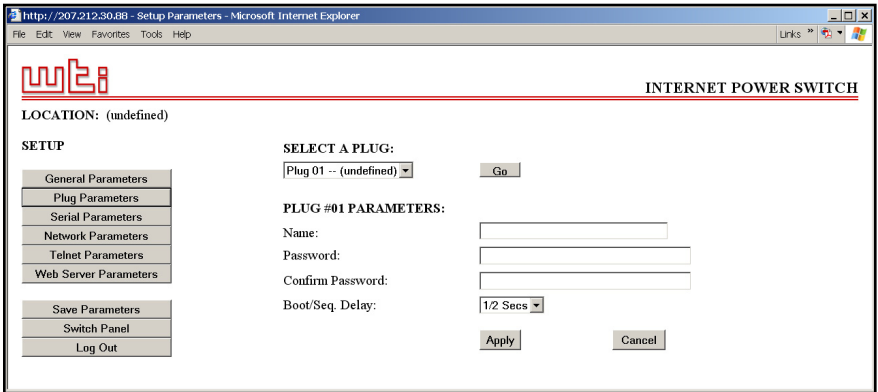 http://207.212.30.88 - Setup Parameters - Microsoft Internet Explorer
File Edit View Favorites Tools Help Links »
wti
INTERNET POWER SWITCH
LOCATION: (undefined)
SETUP
General Parameters
Plug Parameters
Serial Parameters
Network Parameters
Telnet Parameters
Web Server Parameters
Save Parameters
Switch Panel
Log Out
SELECT A PLUG:
Plug 01 -- (undefined) Go
PLUG #01 PARAMETERS:
Name:
Password:
Confirm Password:
Boot/Seq. Delay: 1/2 Secs
Apply Cancel